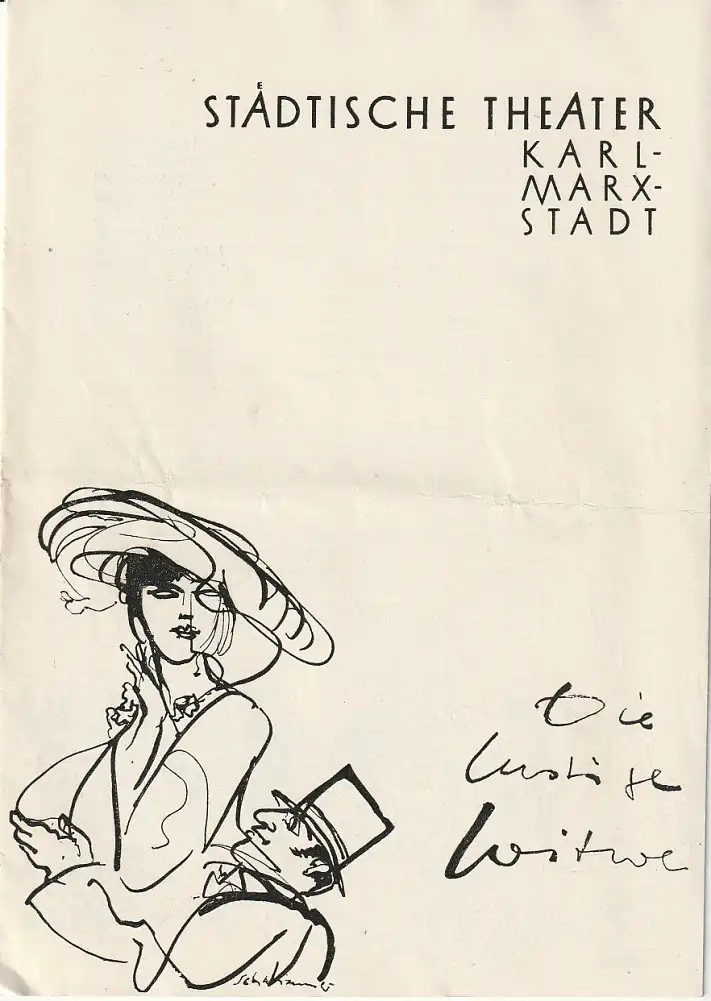 STÄDTISCHE THEATER
KARL-
MARX-
STADT
Die
lustige
Witwe